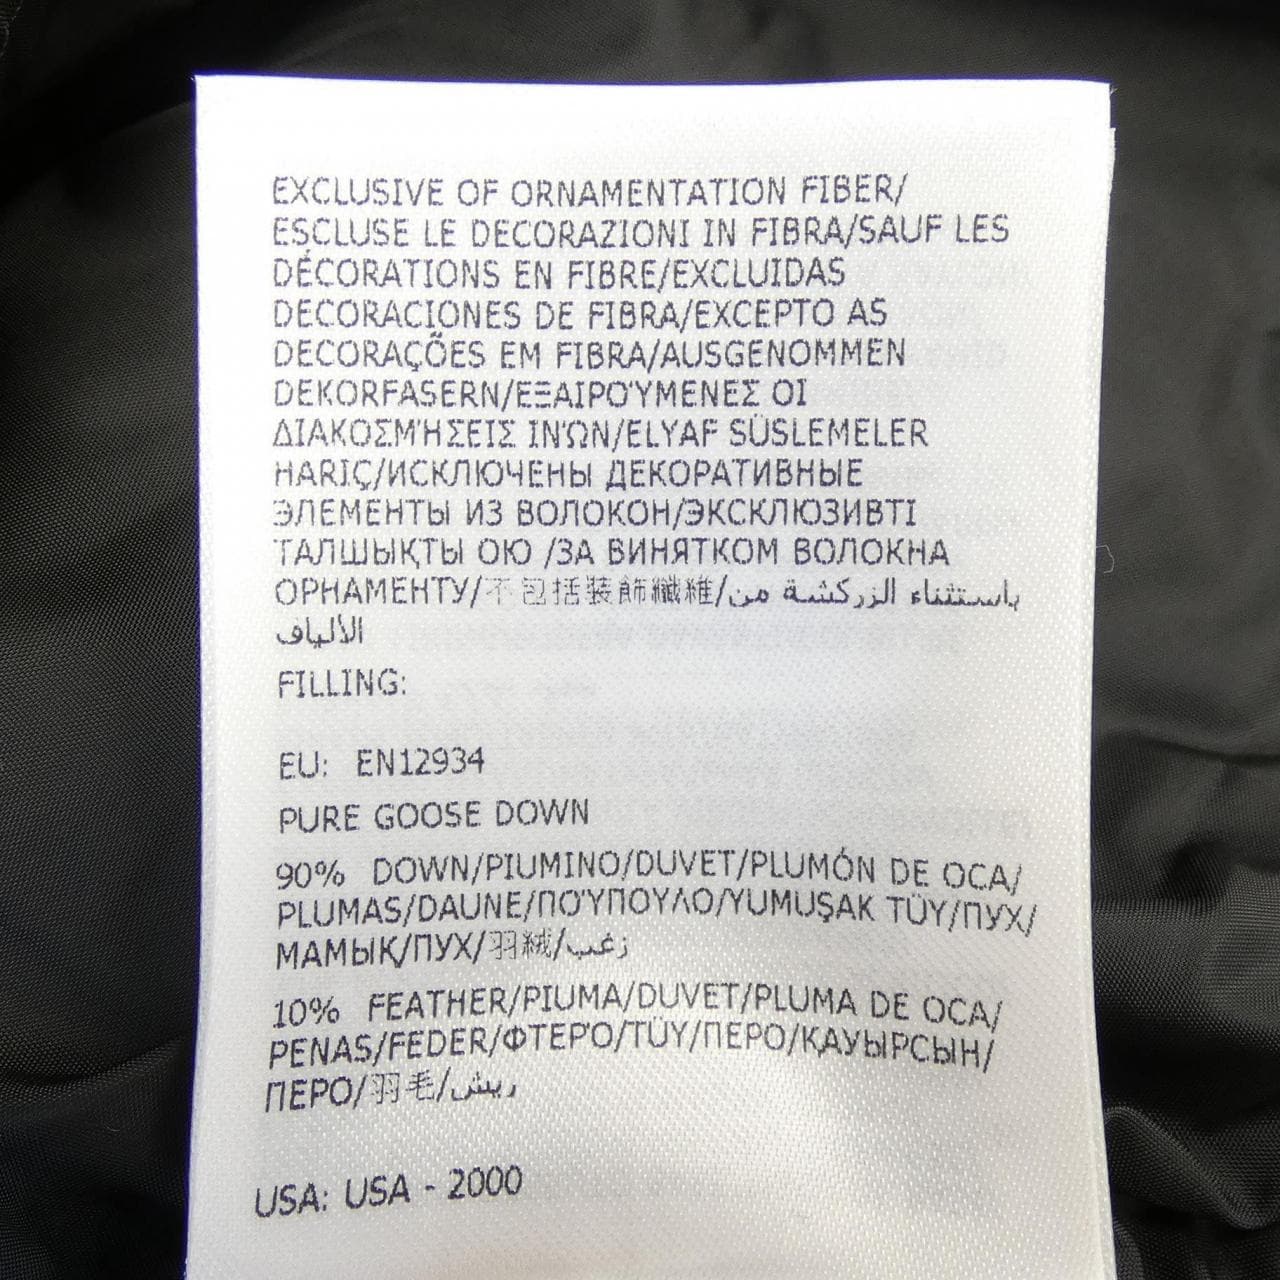 EXCLUSIVE OF ORNAMENTATION FIBER/
ESCLUSE LE DECORAZIONI IN FIBRA/SAUF LES
DÉCORATIONS EN FIBRE/EXCLUIDAS
DECORACIONES DE FIBRA/EXCEPTO AS
DECORAÇÕES EM FIBRA/AUSGENOMMEN
DEKORFASERN/ΕΞΑΙΡΟΎΜΕΝΕΣ ΟΙ
ΔΙΑΚΟΣΜΉΣΕΙΣ ΙΝΏΝ/ELYAF SÜSLEMELER
HARIÇ/ИСКЛЮЧЕНЫ ДЕКОРАТИВНЫЕ
ЭЛЕМЕНТЫ ИЗ ВОЛОКОН/ЭКСКЛЮЗИВТІ
ТАЛШЫҚТЫ ОЮ /ЗА ВИНЯТКОМ ВОЛОКНА
ОРНАМЕНТУ/不包括裝飾纖維/باستثناء الزركشة من
الألياف
FILLING:
EU: EN12934
PURE GOOSE DOWN
90% DOWN/PIUMINO/DUVET/PLUMÓN DE OCA/
PLUMAS/DAUNE/ΠΟΎΠΟΥΛΟ/YUMUŞAK TÜY/ПУХ/
МАМЫҚ/ПУХ/羽絨/زغب
10% FEATHER/PIUMA/DUVET/PLUMA DE OCA/
PENAS/FEDER/ΦΤΕΡΌ/TÜY/ПЕРО/ҚАУЫРСЫН/
ПЕРО/羽毛/ريش
USA: USA - 2000